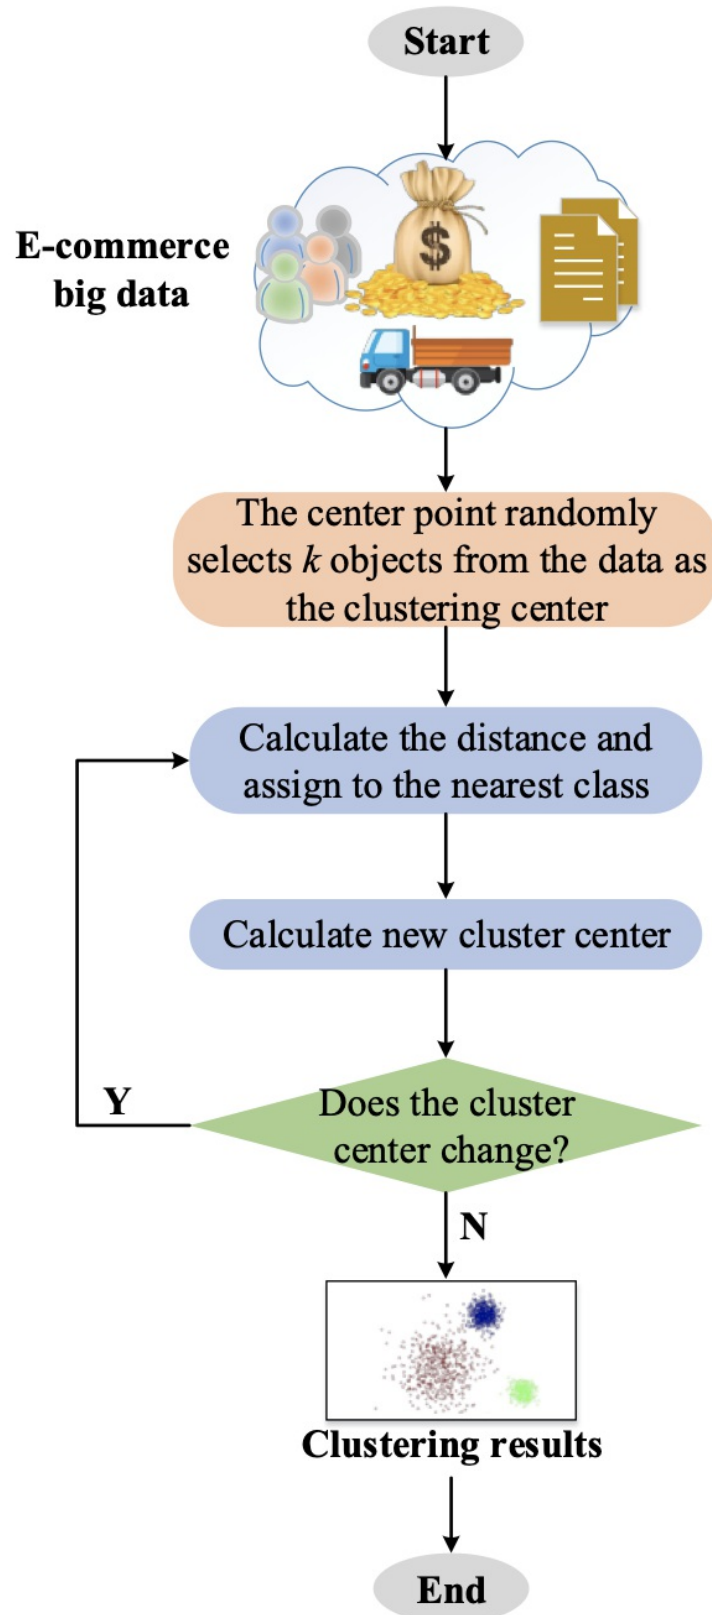 Start
E-commerce
big data
$
The center point randomly
selects k objects from the data as
the clustering center
Calculate the distance and
assign to the nearest class
Calculate new cluster center
Does the cluster
center change?
Y
N
Clustering results
End